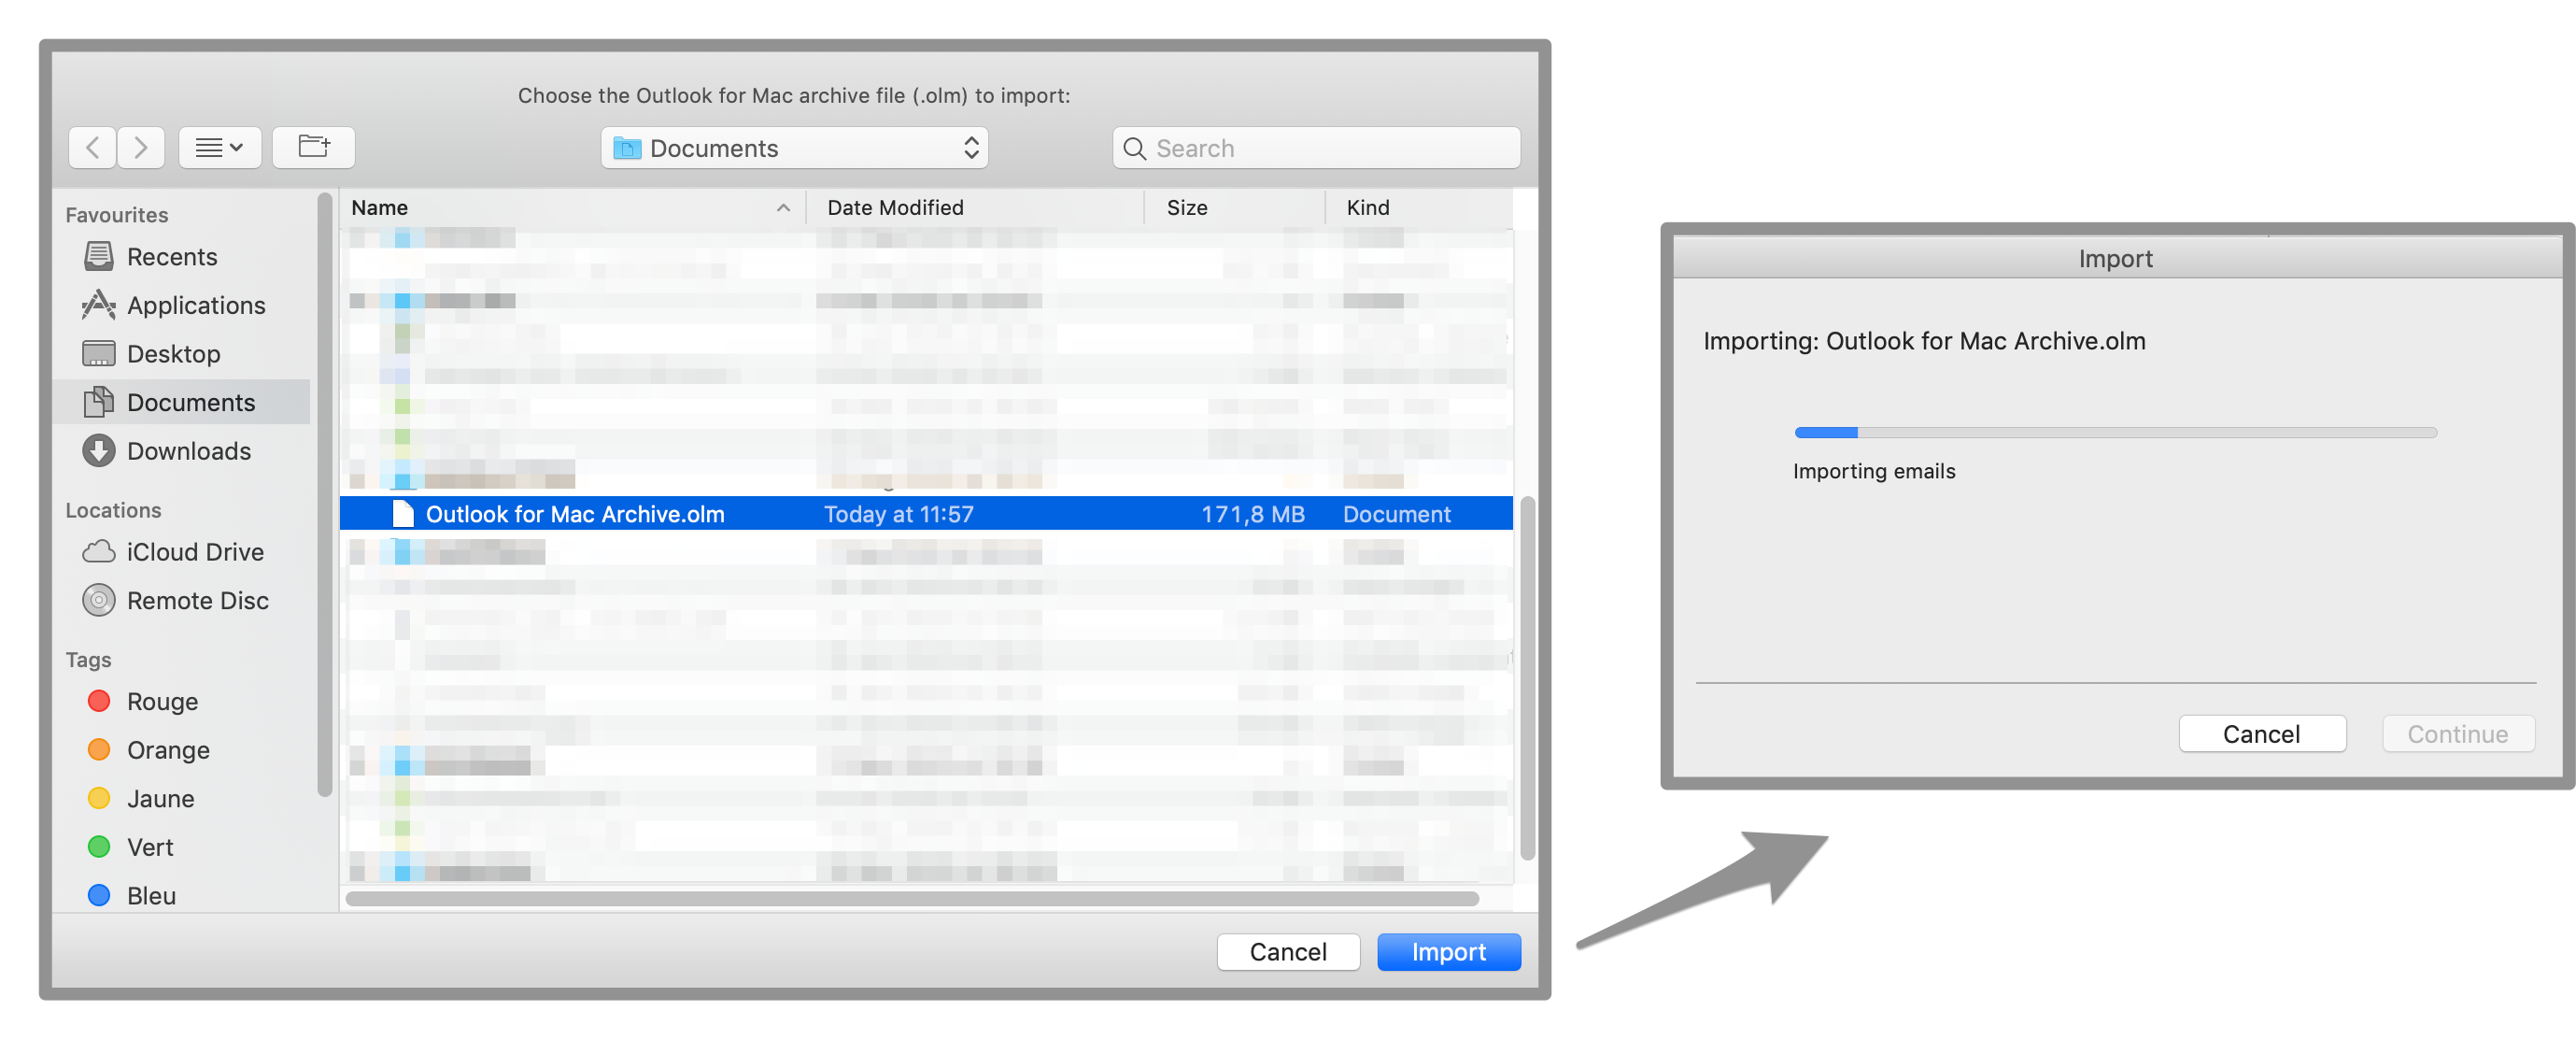 Choose the Outlook for Mac archive file (.olm) to import:
Documents
Search
Favourites
Recents
Applications
Desktop
Documents
Downloads
Locations
iCloud Drive
Remote Disc
Tags
Rouge
Orange
Jaune
Vert
Bleu
Name Date Modified Size Kind
Outlook for Mac Archive.olm Today at 11:57 171,8 MB Document
Cancel Import
Import
Importing: Outlook for Mac Archive.olm
Importing emails
Cancel Continue